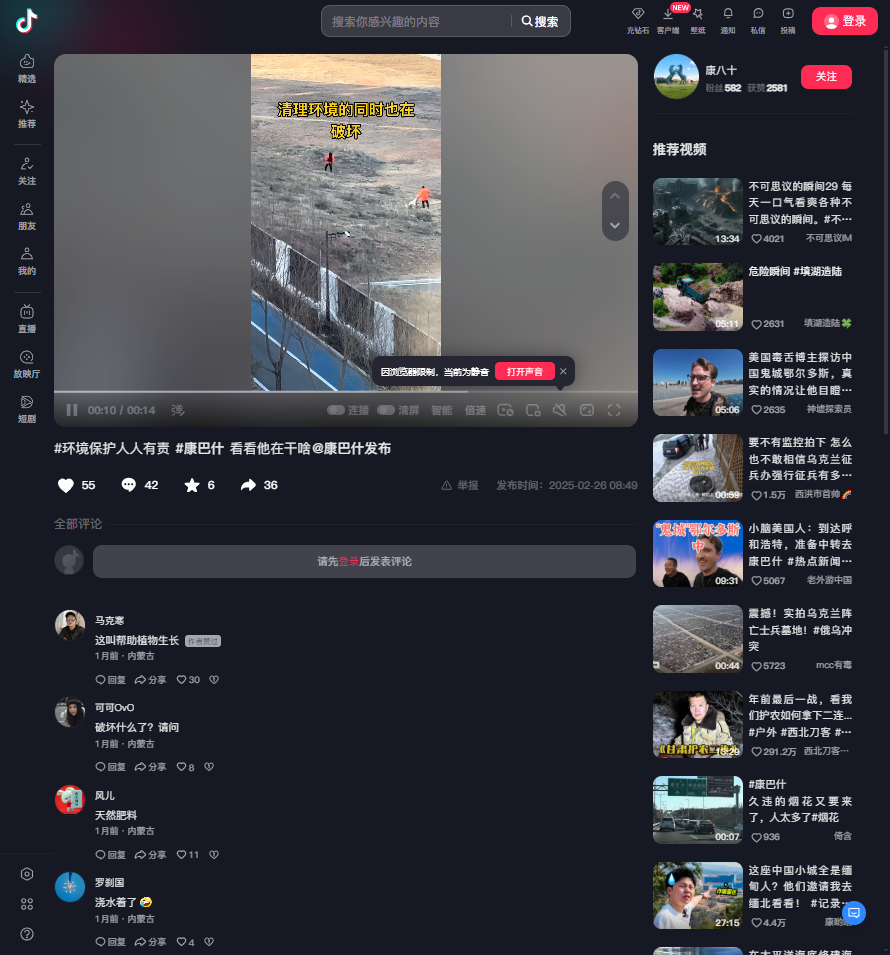 搜索你感兴趣的内容
搜索
充钻石
客户端
NEW
壁纸
通知
私信
投稿
登录
精选
推荐
关注
朋友
我的
直播
放映厅
短剧
清理环境的同时也在
破坏
因浏览器限制，当前为静音
打开声音
00:10 / 00:14
弹
连播
清屏
智能
倍速
#环境保护人人有责 #康巴什 看看他在干啥@康巴什发布
55
42
6
36
举报
发布时间：2025-02-26 08:49
全部评论
请先登录后发表评论
马克寒
这叫帮助植物生长 作者赞过
1月前 · 内蒙古
回复 分享 30
可可OvO
破坏什么了？请问
1月前 · 内蒙古
回复 分享 8
风儿
天然肥料
1月前 · 内蒙古
回复 分享 11
罗刹国
浇水着了🤣
1月前 · 内蒙古
回复 分享 4
康八十
粉丝582 获赞2581
关注
推荐视频
13:34
不可思议的瞬间29 每
天一口气看爽各种不
可思议的瞬间。#不…
4021 不可思议IM
05:11
危险瞬间 #填湖造陆
2631 填湖造陆🍀
05:06
美国毒舌博主探访中
国鬼城鄂尔多斯，真
实的情况让他目瞪…
2635 神墟探索员
00:59
要不有监控拍下 怎么
也不敢相信乌克兰征
兵办强行征兵有多…
1.5万 西洪市首帅🌈
"鬼城"鄂尔多斯
中
09:31
小脑美国人：到达呼
和浩特，准备中转去
康巴什 #热点新闻…
5067 老外游中国
00:44
震撼！实拍乌克兰阵
亡士兵墓地！#俄乌冲
突
5723 mcc有毒
年前最后一战，看我
们护农如何拿下二连...
#户外 #西北刀客 #…
291.2万 西北刀客…
00:07
#康巴什
久违的烟花又要来
了，人太多了#烟花
936 倚含
27:15
这座中国小城全是缅
甸人？他们邀请我去
缅北看看！ #记录…
4.4万